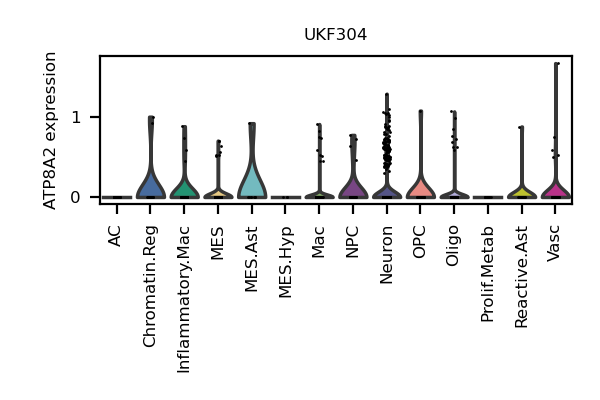 UKF304
ATP8A2 expression
1
0
AC
Chromatin.Reg
Inflammatory.Mac
MES
MES.Ast
MES.Hyp
Mac
NPC
Neuron
OPC
Oligo
Prolif.Metab
Reactive.Ast
Vasc